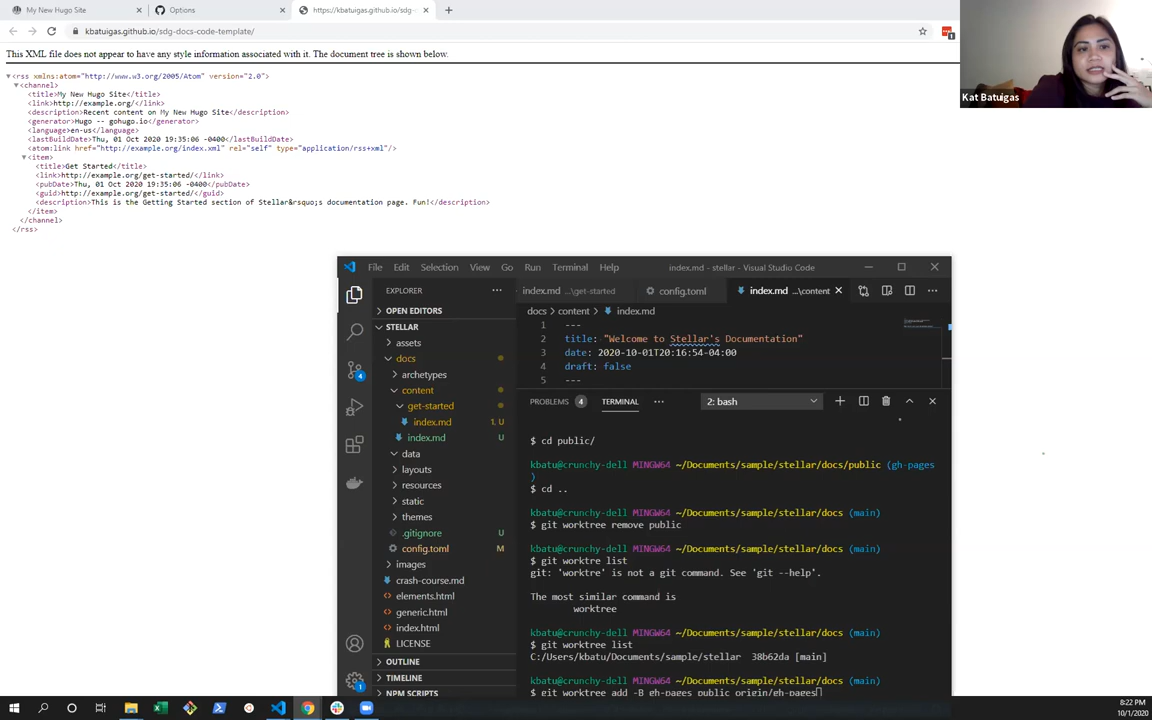 My New Hugo Site
Options
https://kbatuigas.github.io/sdg-
kbatuigas.github.io/sdg-docs-code-template/
This XML file does not appear to have any style information associated with it. The document tree is shown below.
<rss xmlns:atom="http://www.w3.org/2005/Atom" version="2.0">
<channel>
<title>My New Hugo Site</title>
<link>http://example.org/</link>
<description>Recent content on My New Hugo Site</description>
<generator>Hugo -- gohugo.io</generator>
<language>en-us</language>
<lastBuildDate>Thu, 01 Oct 2020 19:35:06 -0400</lastBuildDate>
<atom:link href="http://example.org/index.xml" rel="self" type="application/rss+xml"/>
<item>
<title>Get Started</title>
<link>http://example.org/get-started/</link>
<pubDate>Thu, 01 Oct 2020 19:35:06 -0400</pubDate>
<guid>http://example.org/get-started/</guid>
<description>This is the Getting Started section of Stellar&rsquo;s documentation page. Fun!</description>
</item>
</channel>
</rss>
Kat Batuigas
File Edit Selection View Go Run Terminal Help index.md - stellar - Visual Studio Code
EXPLORER
OPEN EDITORS
STELLAR
assets
docs
archetypes
content
get-started
index.md 1, U
index.md U
data
layouts
resources
static
themes
.gitignore U
config.toml M
images
crash-course.md
elements.html
generic.html
index.html
LICENSE
OUTLINE
TIMELINE
NPM SCRIPTS
4
1
index.md ...\get-started config.toml index.md ...\content
docs > content > index.md
1 ---
2 title: "Welcome to Stellar's Documentation"
3 date: 2020-10-01T20:16:54-04:00
4 draft: false
5 ---
PROBLEMS 4 TERMINAL 2: bash
$ cd public/
kbatu@crunchy-dell MINGW64 ~/Documents/sample/stellar/docs/public (gh-pages
)
$ cd ..
kbatu@crunchy-dell MINGW64 ~/Documents/sample/stellar/docs (main)
$ git worktree remove public
kbatu@crunchy-dell MINGW64 ~/Documents/sample/stellar/docs (main)
$ git worktre list
git: 'worktre' is not a git command. See 'git --help'.
The most similar command is
worktree
kbatu@crunchy-dell MINGW64 ~/Documents/sample/stellar/docs (main)
$ git worktree list
C:/Users/kbatu/Documents/sample/stellar 38b62da [main]
kbatu@crunchy-dell MINGW64 ~/Documents/sample/stellar/docs (main)
$ git worktree add -B gh-pages public origin/gh-pages
8:22 PM
10/1/2020